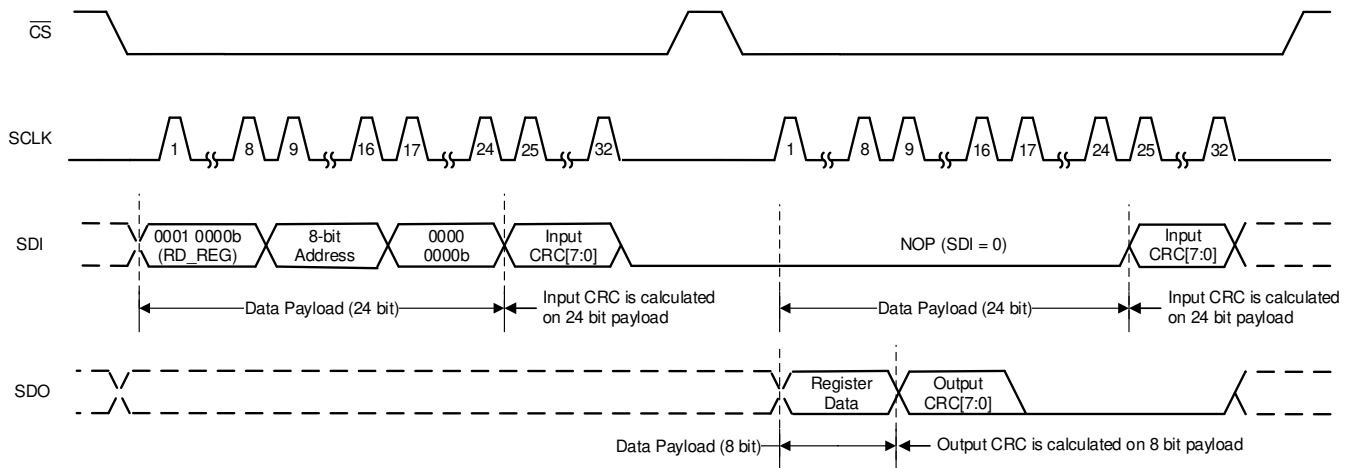 CS
SCLK
1 8 9 16 17 24 25 32 1 8 9 16 17 24 25 32
SDI
0001 0000b
(RD_REG)
8-bit
Address
0000
0000b
Input
CRC[7:0]
NOP (SDI = 0)
Input
CRC[7:0]
Data Payload (24 bit)
Input CRC is calculated
on 24 bit payload
Data Payload (24 bit)
Input CRC is calculated
on 24 bit payload
SDO
Register
Data
Output
CRC[7:0]
Data Payload (8 bit)
Output CRC is calculated on 8 bit payload